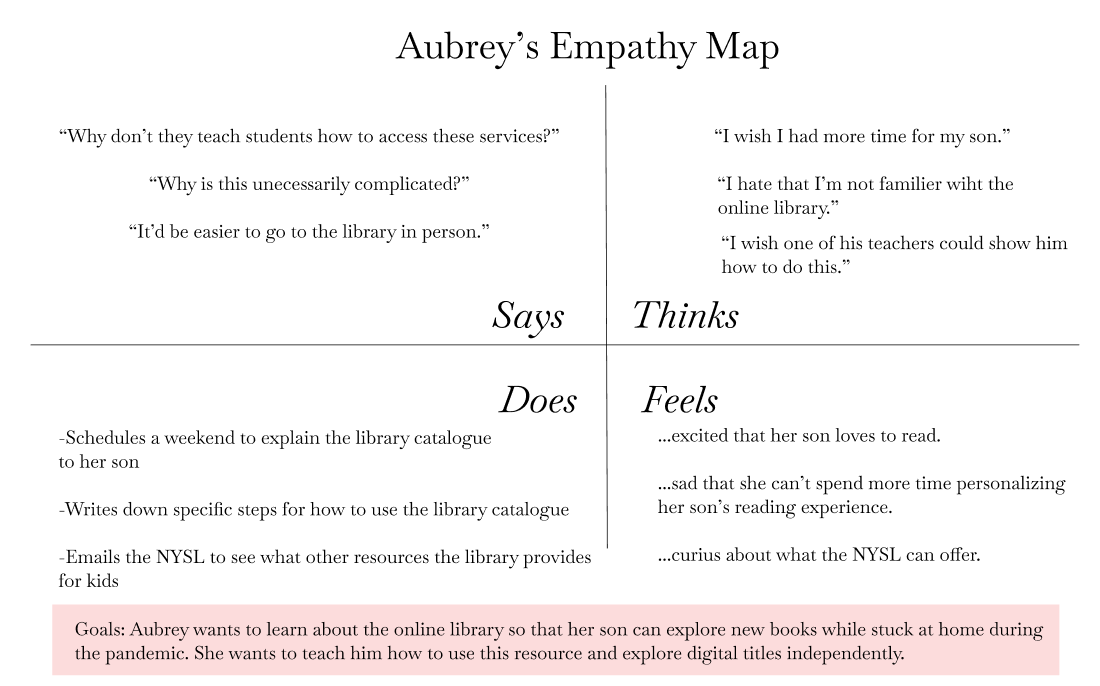 Aubrey’s Empathy Map
“Why don’t they teach students how to access these services?”
“Why is this unecessarily complicated?”
“It’d be easier to go to the library in person.”
Says
“I wish I had more time for my son.”
“I hate that I’m not familier wiht the
online library.”
“I wish one of his teachers could show him
how to do this.”
Thinks
Does
-Schedules a weekend to explain the library catalogue
to her son
-Writes down specific steps for how to use the library catalogue
-Emails the NYSL to see what other resources the library provides
for kids
Feels
...excited that her son loves to read.
...sad that she can’t spend more time personalizing
her son’s reading experience.
...curius about what the NYSL can offer.
Goals: Aubrey wants to learn about the online library so that her son can explore new books while stuck at home during
the pandemic. She wants to teach him how to use this resource and explore digital titles independently.